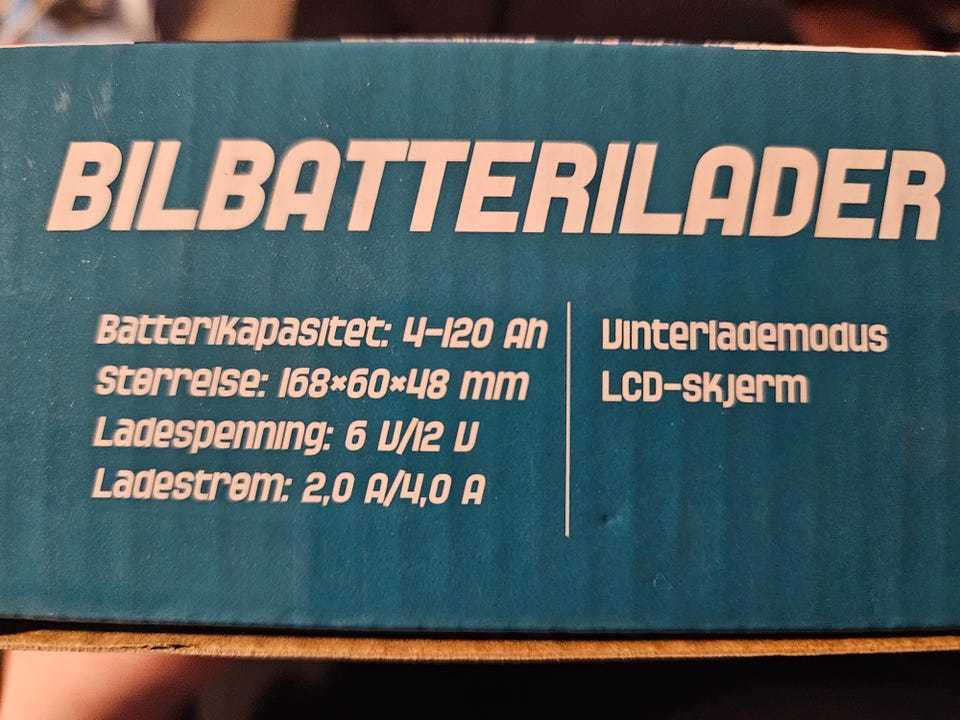 BILBATTERILADER
Batterikapasitet: 4-120 Ah
Størrelse: 168×60×48 mm
Ladespenning: 6 V/12 V
Ladestrøm: 2,0 A/4,0 A
Vinterlademodus
LCD-skjerm